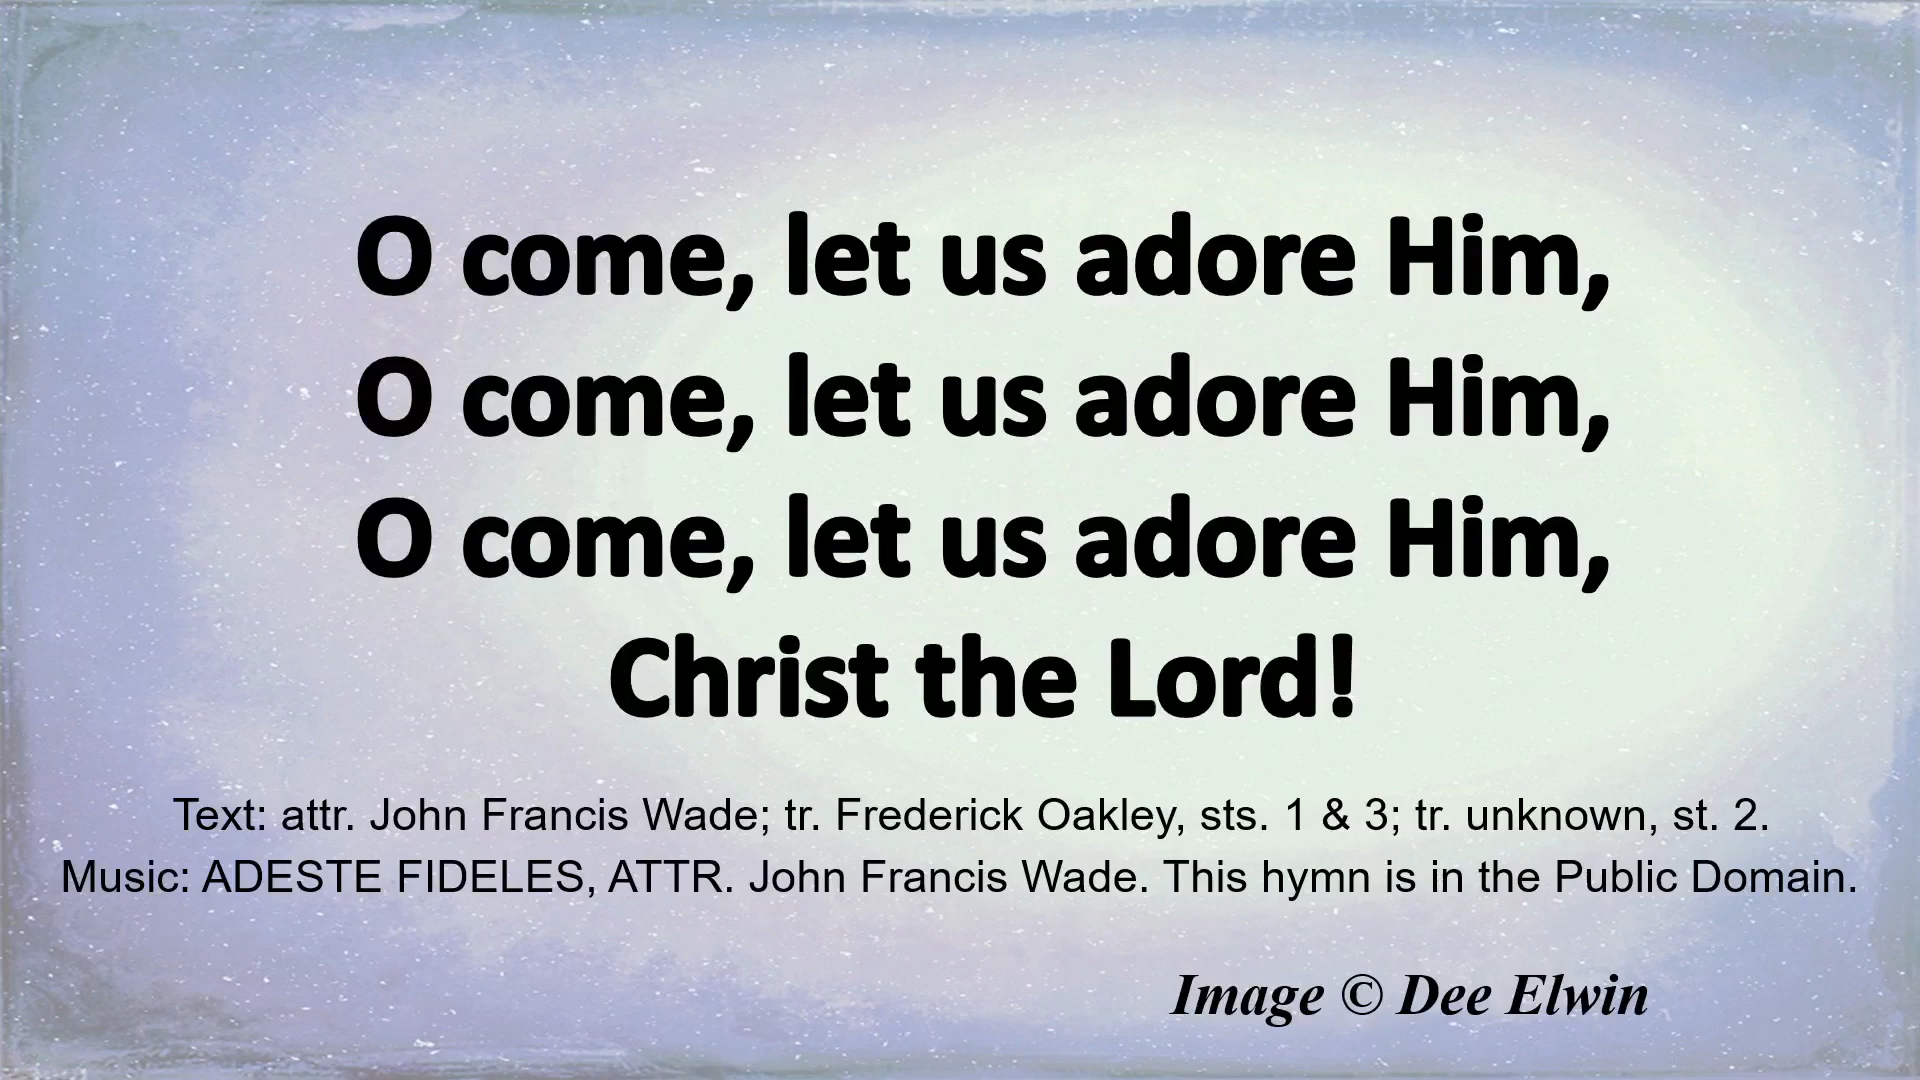 O come, let us adore Him,
O come, let us adore Him,
O come, let us adore Him,
Christ the Lord!
Text: attr. John Francis Wade; tr. Frederick Oakley, sts. 1 & 3; tr. unknown, st. 2.
Music: ADESTE FIDELES, ATTR. John Francis Wade. This hymn is in the Public Domain.
Image © Dee Elwin